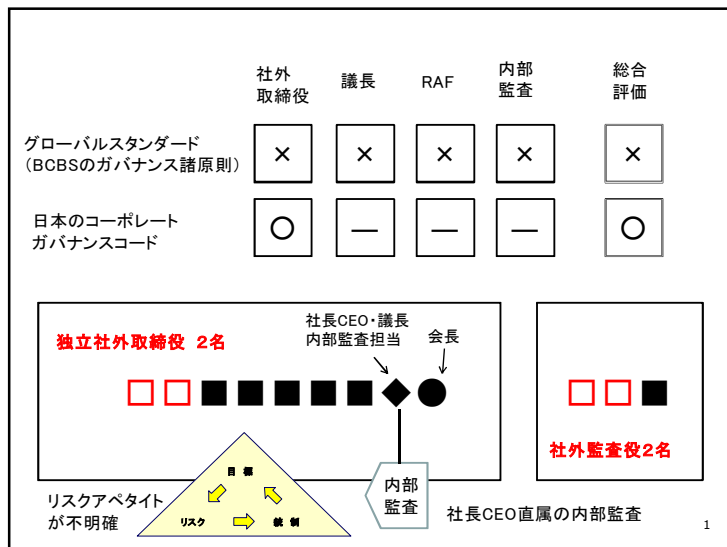 社外
取締役
議長
RAF
内部
監査
総合
評価
グローバルスタンダード
(BCBSのガバナンス諸原則)
×
×
×
×
×
日本のコーポレート
ガバナンスコード
○
―
―
―
○
独立社外取締役 2名
社長CEO・議長
内部監査担当
会長
社外監査役2名
目 標
リスク
統 制
リスクアペタイト
が不明確
内部
監査
社長CEO直属の内部監査
1